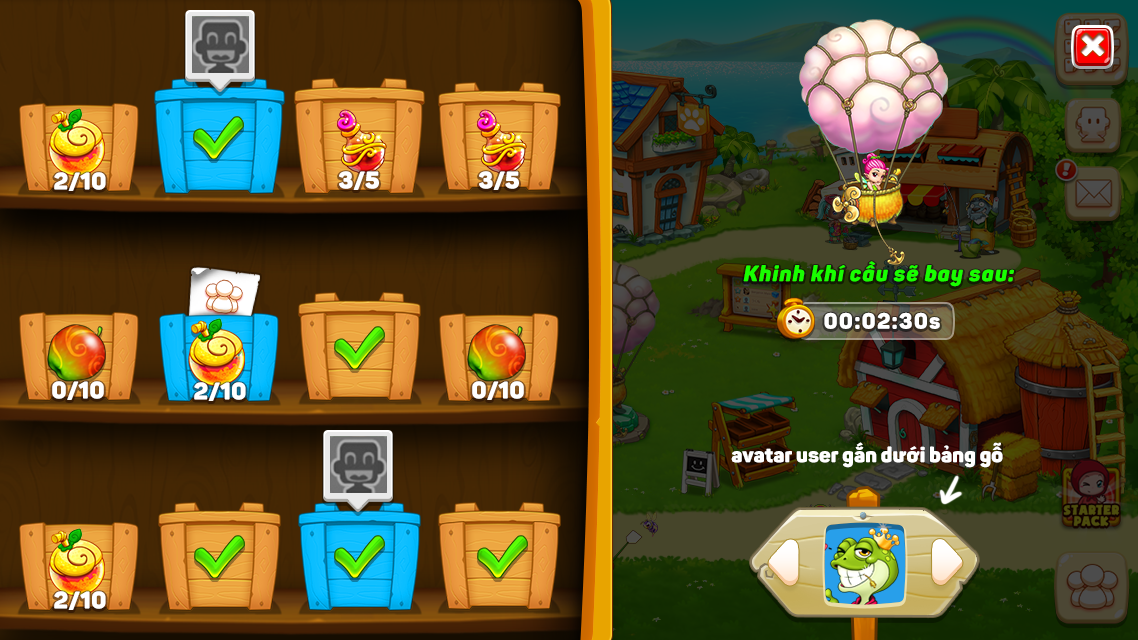 2/10
3/5
3/5
0/10
2/10
0/10
2/10
Khinh khí cầu sẽ bay sau:
00:02:30s
avatar user gắn dưới bảng gỗ
STARTER
PACK